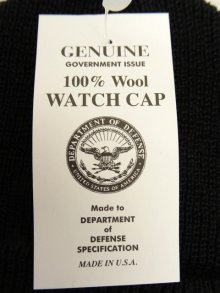 GENUINE
GOVERNMENT ISSUE
100% Wool
WATCH CAP
DEPARTMENT OF DEFENSE
UNITED STATES OF AMERICA
Made to
DEPARTMENT
of
DEFENSE
SPECIFICATION
MADE IN U.S.A.